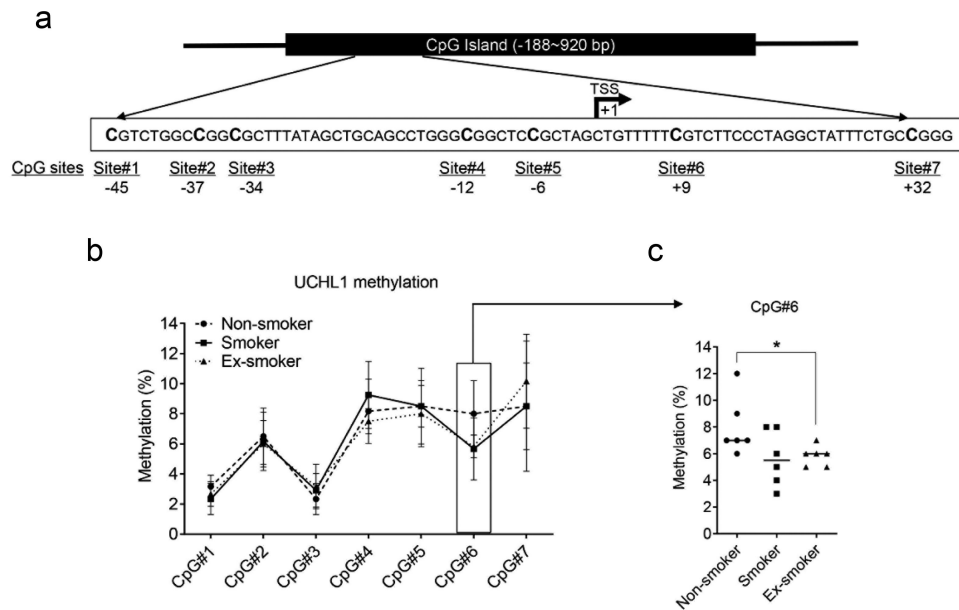 a
CpG Island (-188~920 bp)
TSS
+1
CGTCTGGCCGGCGCTTTATAGCTGCAGCCTGGGCGGCTCCGCTAGCTGTTTTTCGTCTTCCCTAGGCTATTTCTGCCGGG
CpG sites Site#1 Site#2 Site#3 Site#4 Site#5 Site#6 Site#7
-45 -37 -34 -12 -6 +9 +32
b
UCHL1 methylation
Non-smoker
Smoker
Ex-smoker
Methylation (%)
14
12
10
8
6
4
2
0
CpG#1 CpG#2 CpG#3 CpG#4 CpG#5 CpG#6 CpG#7
c
CpG#6
*
Methylation (%)
14
12
10
8
6
4
2
0
Non-smoker Smoker Ex-smoker